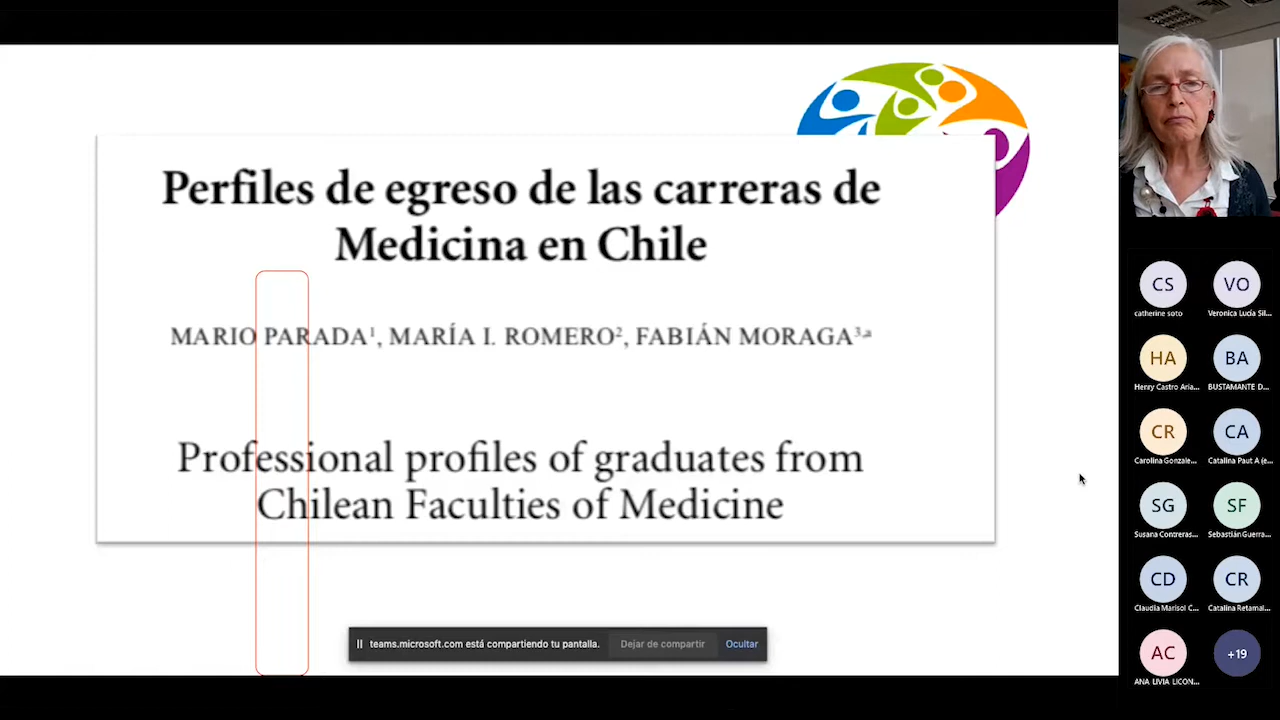 Perfiles de egreso de las carreras de
Medicina en Chile
MARIO PARADA¹, MARÍA I. ROMERO², FABIÁN MORAGA³,ª
Professional profiles of graduates from
Chilean Faculties of Medicine
teams.microsoft.com está compartiendo tu pantalla.
Dejar de compartir
Ocultar
CS
VO
catherine soto
Veronica Lucía Sil...
HA
BA
Henry Castro Aria...
BUSTAMANTE D...
CR
CA
Carolina Gonzale...
Catalina Paut A (e...
SG
SF
Susana Contreras...
Sebastián Guerra...
CD
CR
Claudia Marisol C...
Catalina Retamal...
AC
+19
ANA LIVIA LICON...